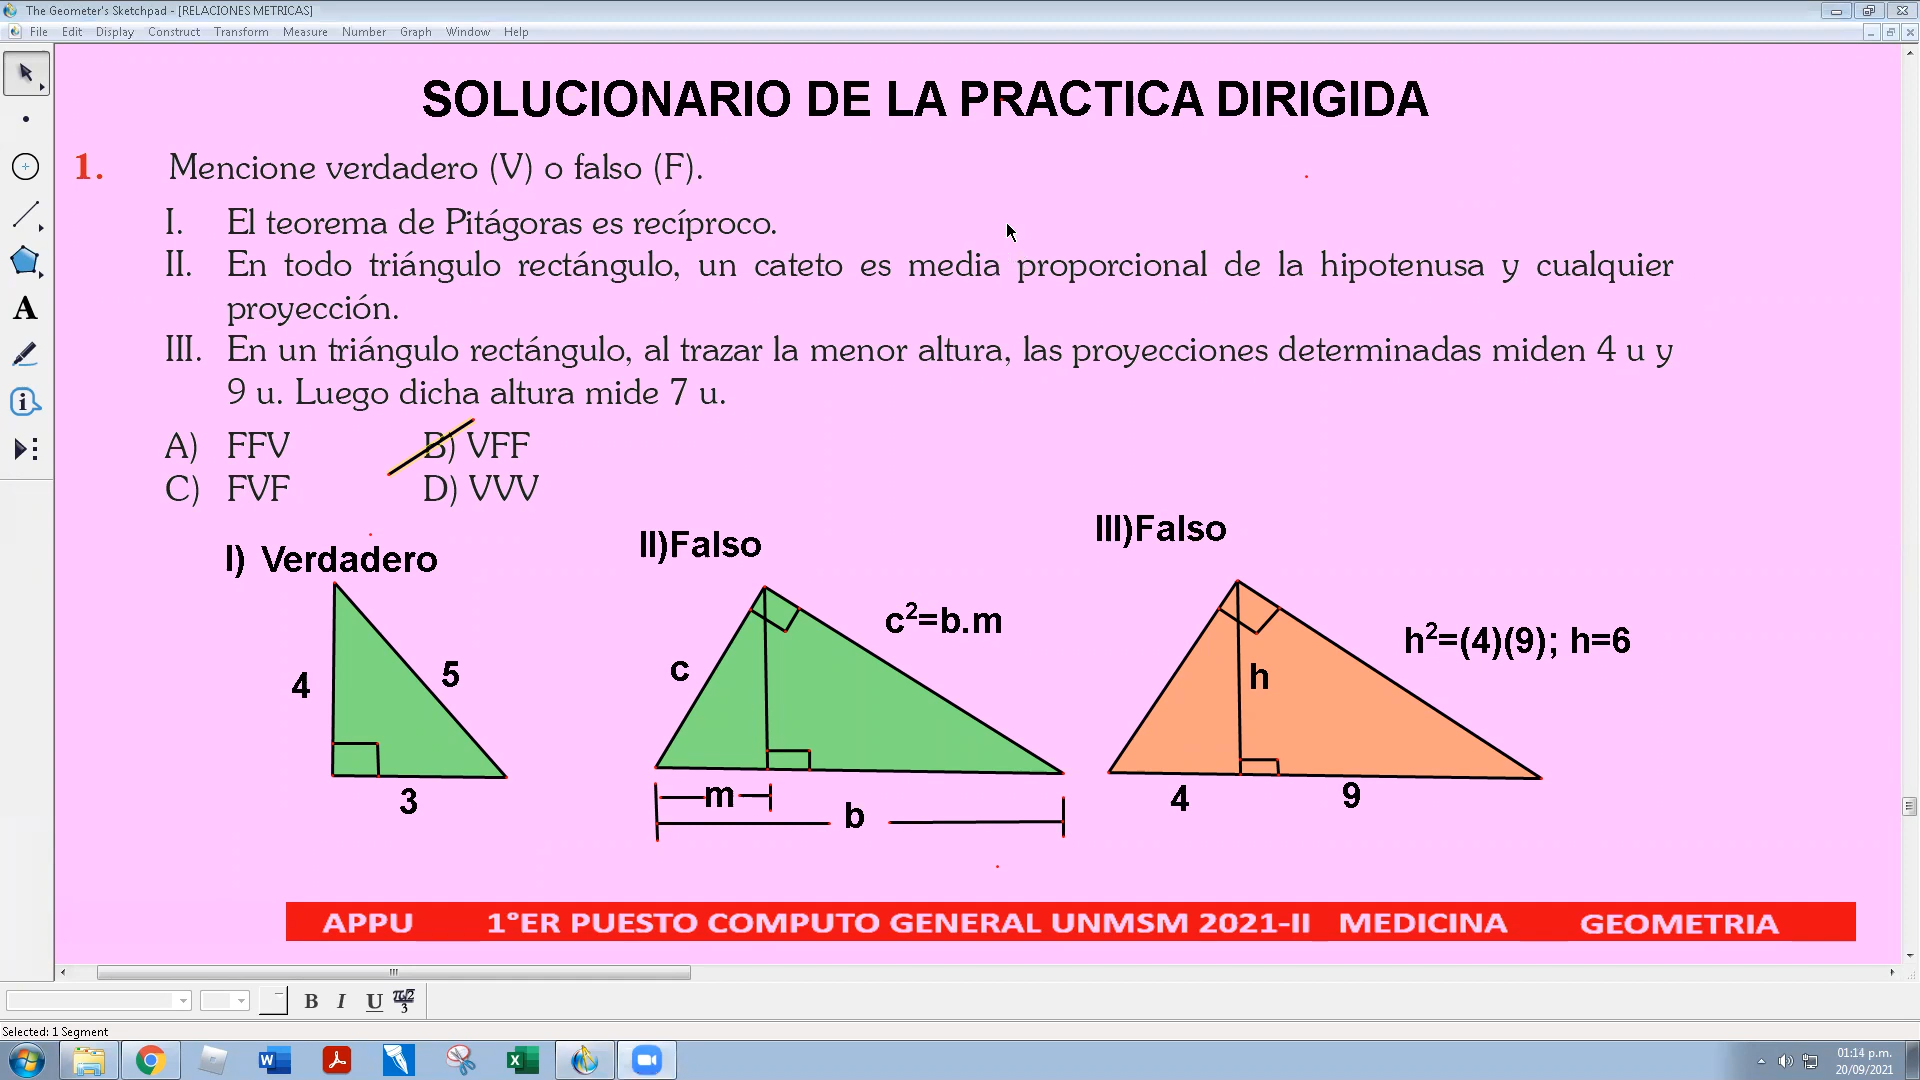 The Geometer's Sketchpad - [RELACIONES METRICAS]
File Edit Display Construct Transform Measure Number Graph Window Help
SOLUCIONARIO DE LA PRACTICA DIRIGIDA
1. Mencione verdadero (V) o falso (F).
I. El teorema de Pitágoras es recíproco.
II. En todo triángulo rectángulo, un cateto es media proporcional de la hipotenusa y cualquier
proyección.
III. En un triángulo rectángulo, al trazar la menor altura, las proyecciones determinadas miden 4 u y
9 u. Luego dicha altura mide 7 u.
A) FFV B) VFF
C) FVF D) VVV
I) Verdadero
4
5
3
II)Falso
c²=b.m
c
m
b
III)Falso
h²=(4)(9); h=6
h
4
9
APPU 1°ER PUESTO COMPUTO GENERAL UNMSM 2021-II MEDICINA GEOMETRIA
B I U
Selected: 1 Segment
01:14 p.m.
20/09/2021